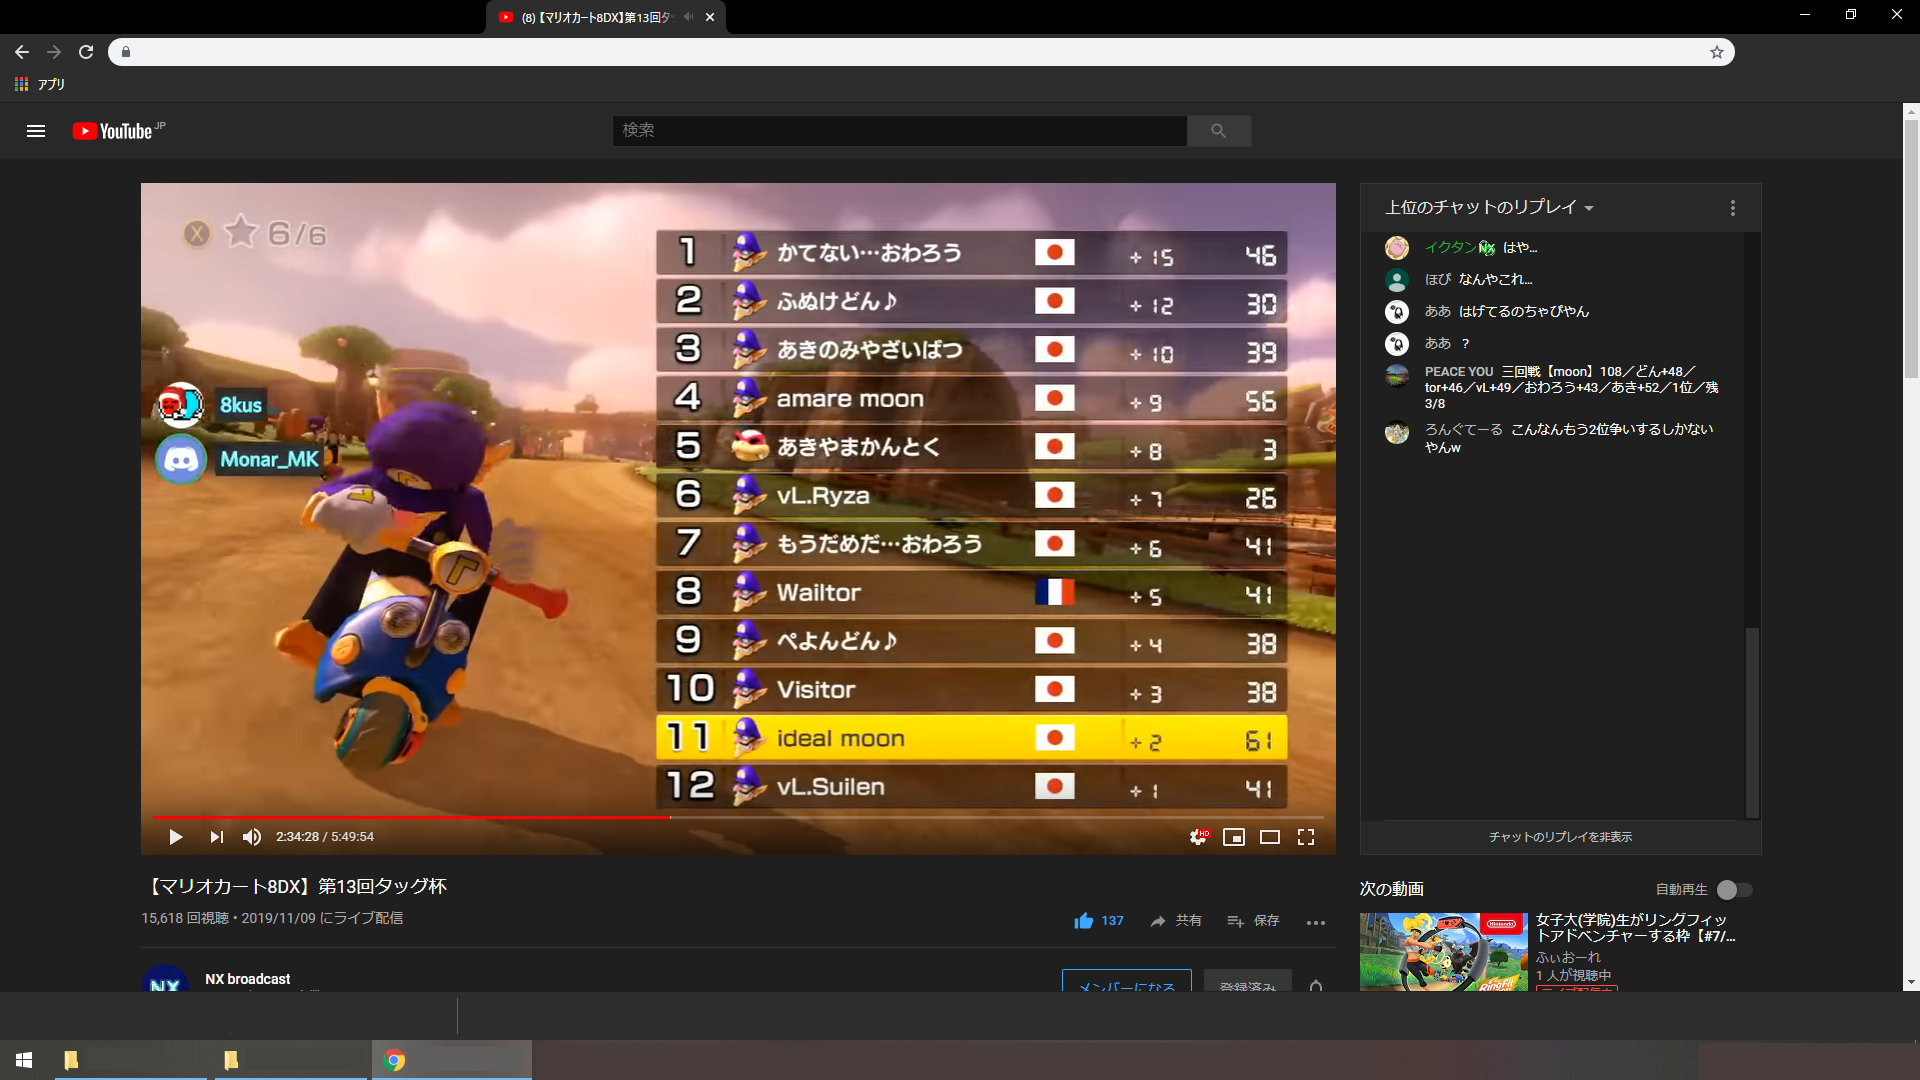 (8)【マリオカート8DX】第13回タ
アプリ
YouTube JP
検索
X 6/6
8kus
Monar_MK
1 かてない…おわろう +15 46
2 ふぬけどん♪ +12 30
3 あきのみやざいばつ +10 39
4 amare moon +9 56
5 あきやまかんとく +8 3
6 vL.Ryza +7 26
7 もうだめだ…おわろう +6 41
8 Wailtor +5 41
9 ぺよんどん♪ +4 38
10 Visitor +3 38
11 ideal moon +2 61
12 vL.Suilen +1 41
2:34:28 / 5:49:54
HD
上位のチャットのリプレイ
イクタン NX はや…
ほぴ なんやこれ…
ああ はげてるのちゃぴやん
ああ ?
PEACE YOU 三回戦【moon】108／どん+48／
tor+46／vL+49／おわろう+43／あき+52／1位／残
3/8
ろんぐてーる こんなんもう2位争いするしかない
やんw
チャットのリプレイを非表示
【マリオカート8DX】第13回タッグ杯
15,618 回視聴・2019/11/09 にライブ配信
137 共有 保存
NX
NX broadcast
メンバーになる 登録済み
次の動画 自動再生
Nintendo
RingFit
女子大(学院)生がリングフィッ
トアドベンチャーする枠【#7/...
ふぃおーれ
1 人が視聴中
ライブ配信中